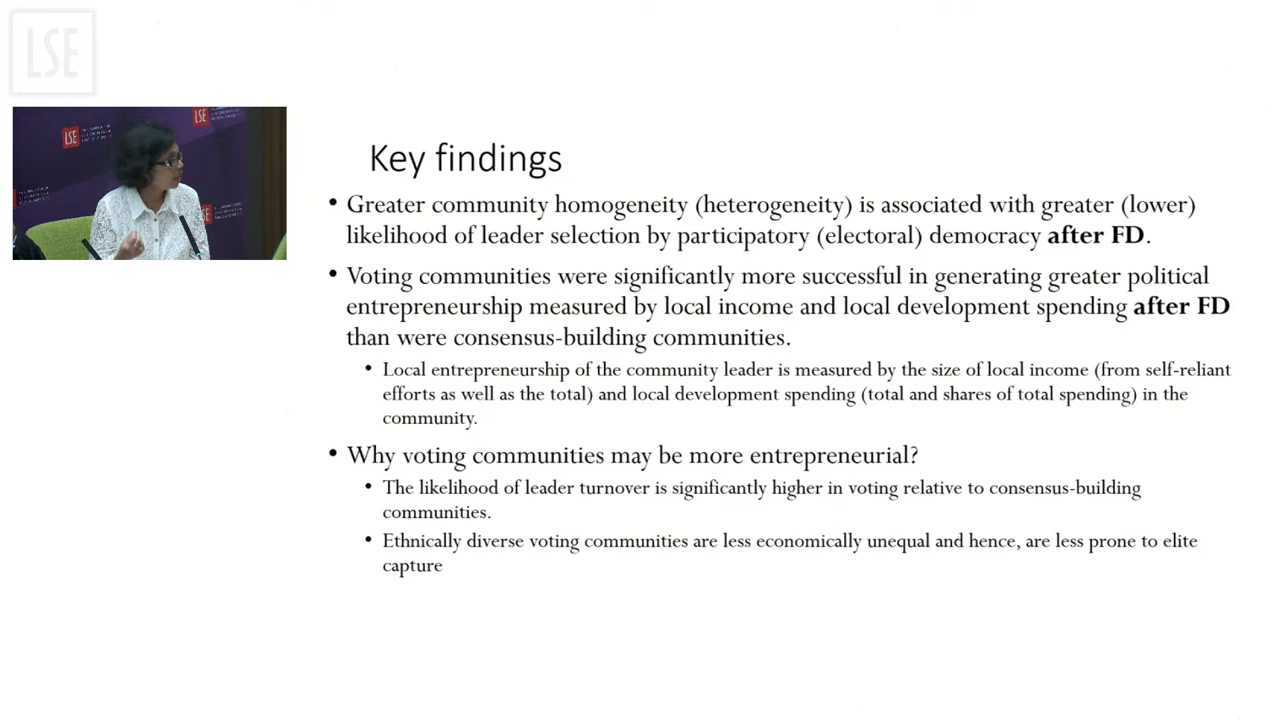 LSE
LSE
LSE
LSE
Key findings
• Greater community homogeneity (heterogeneity) is associated with greater (lower)
likelihood of leader selection by participatory (electoral) democracy after FD.
• Voting communities were significantly more successful in generating greater political
entrepreneurship measured by local income and local development spending after FD
than were consensus-building communities.
• Local entrepreneurship of the community leader is measured by the size of local income (from self-reliant
efforts as well as the total) and local development spending (total and shares of total spending) in the
community.
• Why voting communities may be more entrepreneurial?
• The likelihood of leader turnover is significantly higher in voting relative to consensus-building
communities.
• Ethnically diverse voting communities are less economically unequal and hence, are less prone to elite
capture